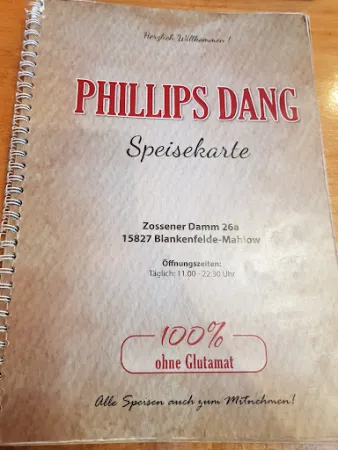 Herzlich Willkommen !
PHILLIPS DANG
Speisekarte
Zossener Damm 26a
15827 Blankenfelde-Mahlow
Öffnungszeiten:
Täglich: 11.00 - 22.30 Uhr
100%
ohne Glutamat
Alle Speisen auch zum Mitnehmen!